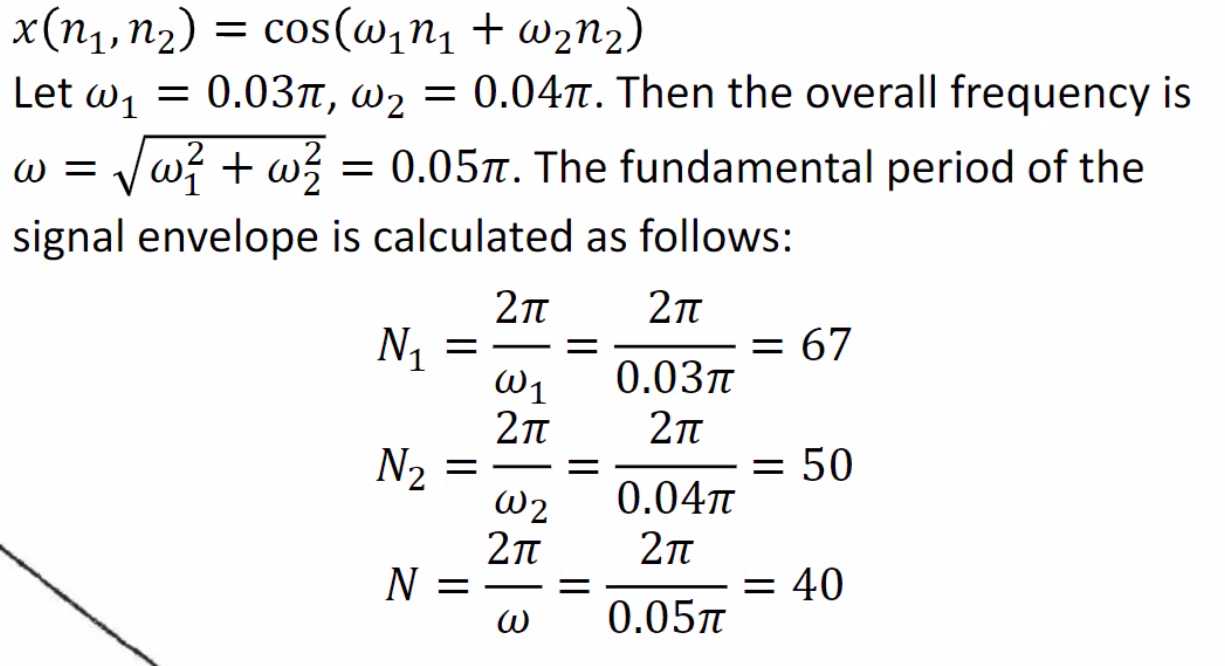 x(n₁, n₂) = cos(ω₁n₁ + ω₂n₂)
Let ω₁ = 0.03π, ω₂ = 0.04π. Then the overall frequency is
ω = √(ω₁² + ω₂²) = 0.05π. The fundamental period of the
signal envelope is calculated as follows:
N₁ = 2π/ω₁ = 2π/0.03π = 67
N₂ = 2π/ω₂ = 2π/0.04π = 50
N = 2π/ω = 2π/0.05π = 40